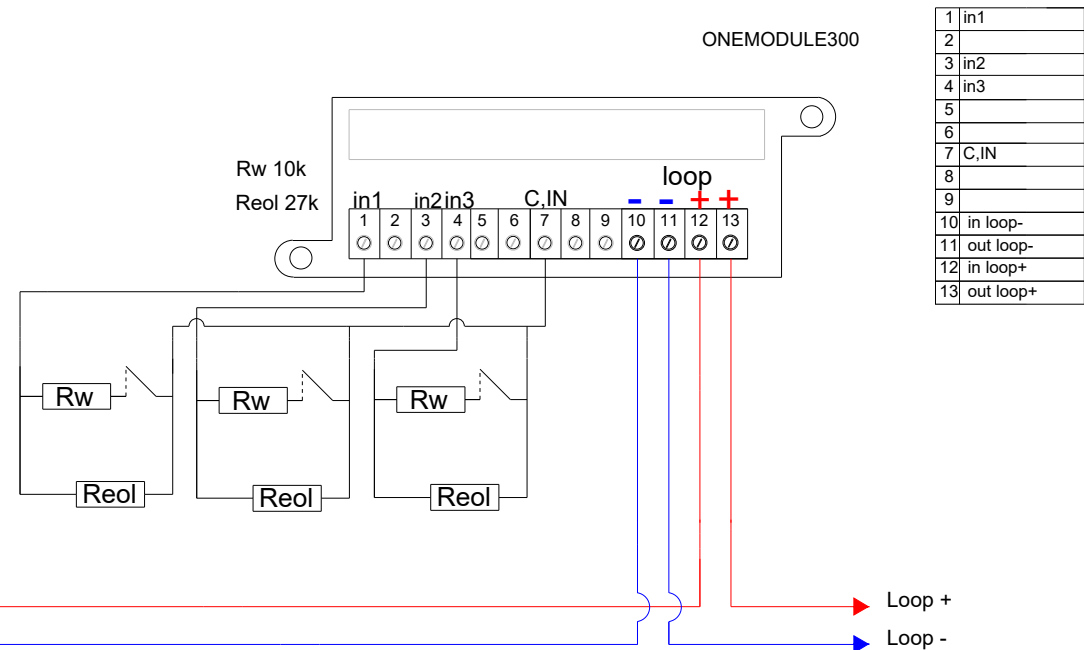 ONEMODULE300
Rw 10k
Reol 27k
loop
in1 in2 in3 C,IN - - + +
1 2 3 4 5 6 7 8 9 10 11 12 13
Rw Rw Rw
Reol Reol Reol
Loop +
Loop -
1 in1
2
3 in2
4 in3
5
6
7 C,IN
8
9
10 in loop-
11 out loop-
12 in loop+
13 out loop+